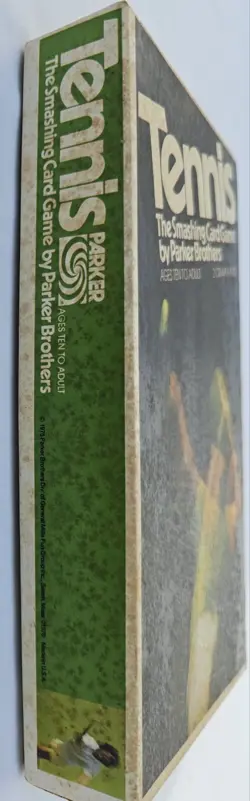 Tennis
The Smashing Card Game by Parker Brothers
PARKER
AGES TEN TO ADULT
Tennis
The Smashing Card Game
by Parker Brothers
AGES TEN TO ADULT